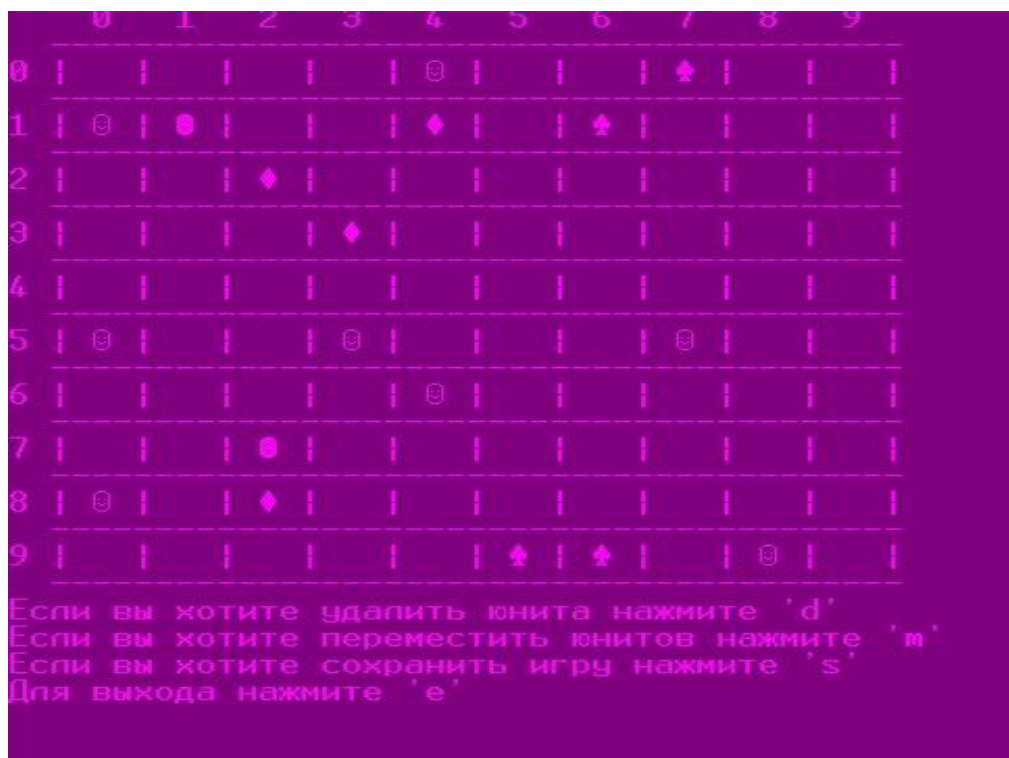 0 1 2 3 4 5 6 7 8 9
0
1
2
3
4
5
6
7
8
9
Если вы хотите удалить юнита нажмите 'd'
Если вы хотите переместить юнитов нажмите 'm'
Если вы хотите сохранить игру нажмите 's'
Для выхода нажмите 'e'